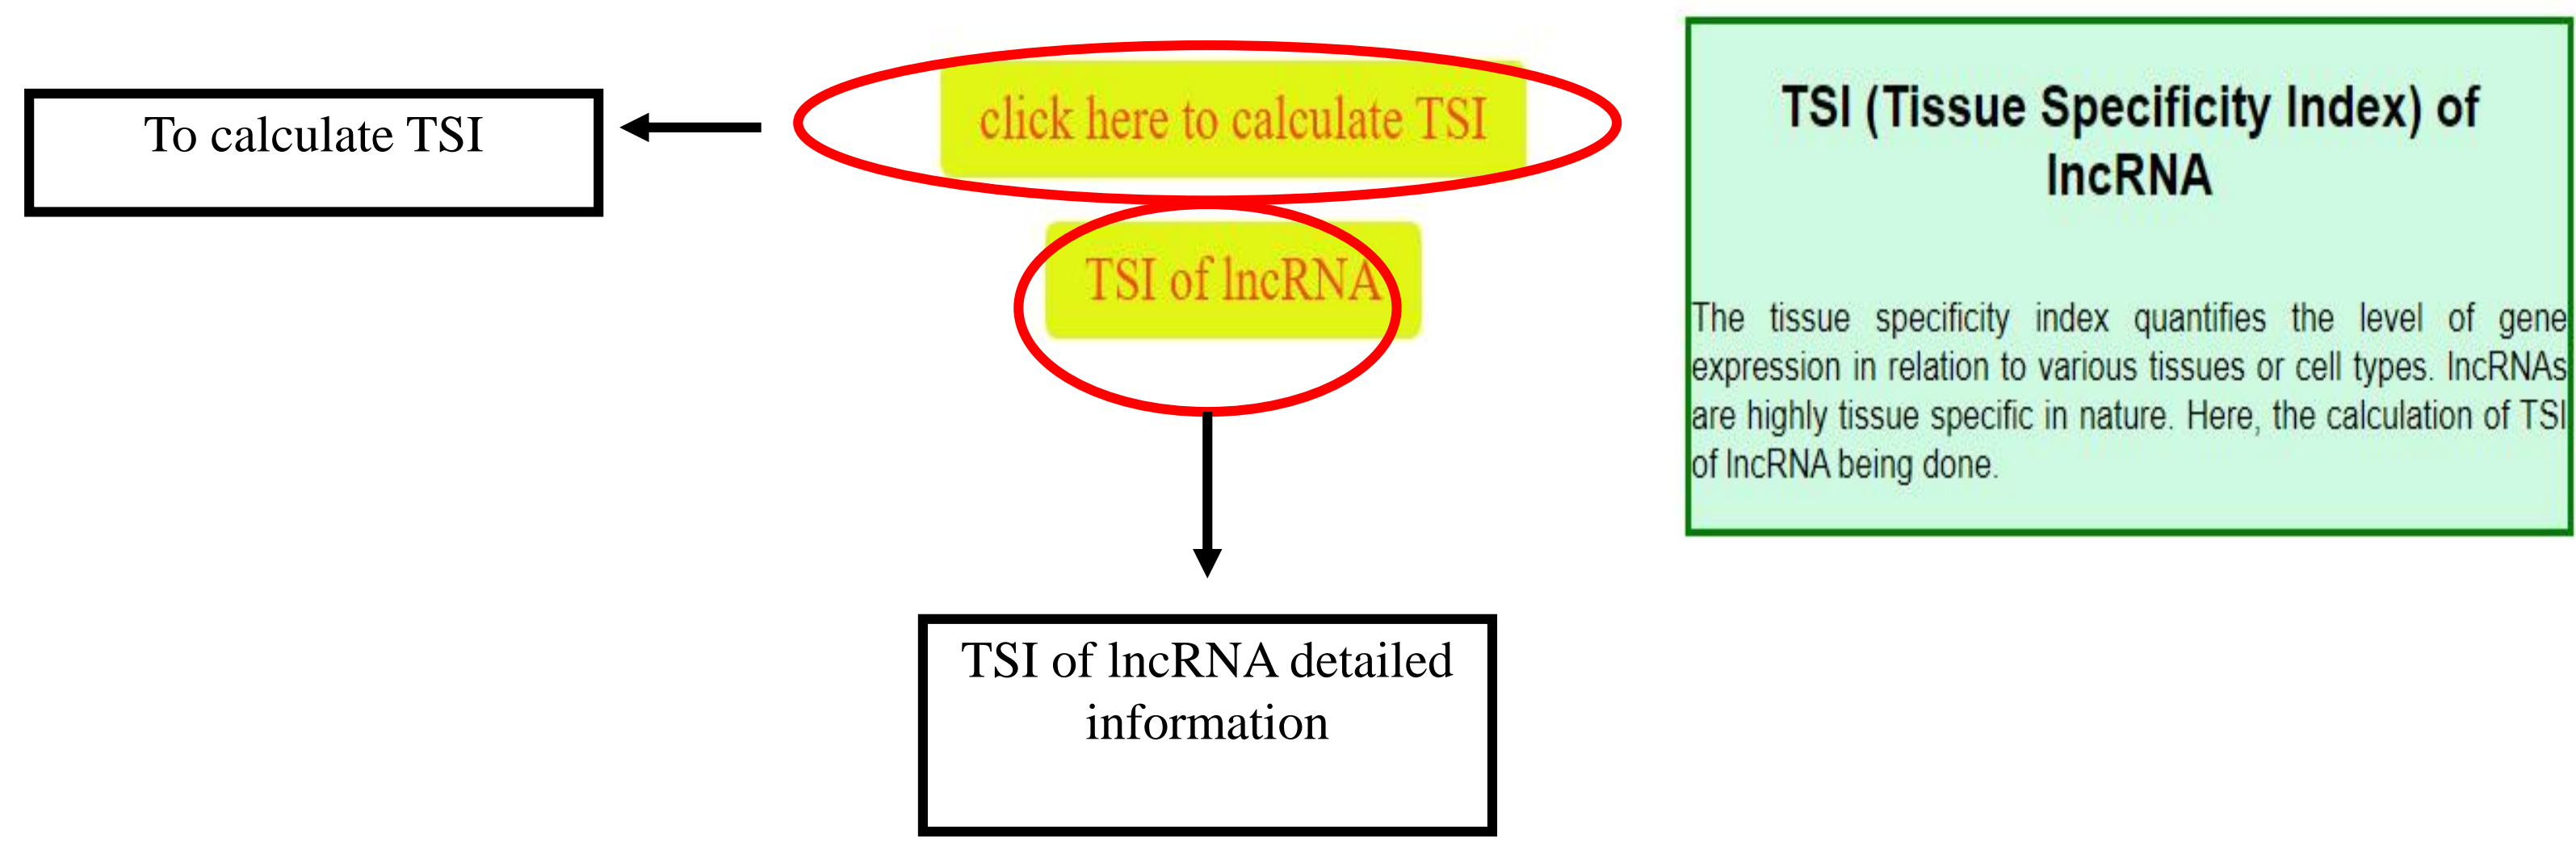 To calculate TSI
click here to calculate TSI
TSI of lncRNA
TSI of lncRNA detailed
information
TSI (Tissue Specificity Index) of
lncRNA
The tissue specificity index quantifies the level of gene
expression in relation to various tissues or cell types. lncRNAs
are highly tissue specific in nature. Here, the calculation of TSI
of lncRNA being done.